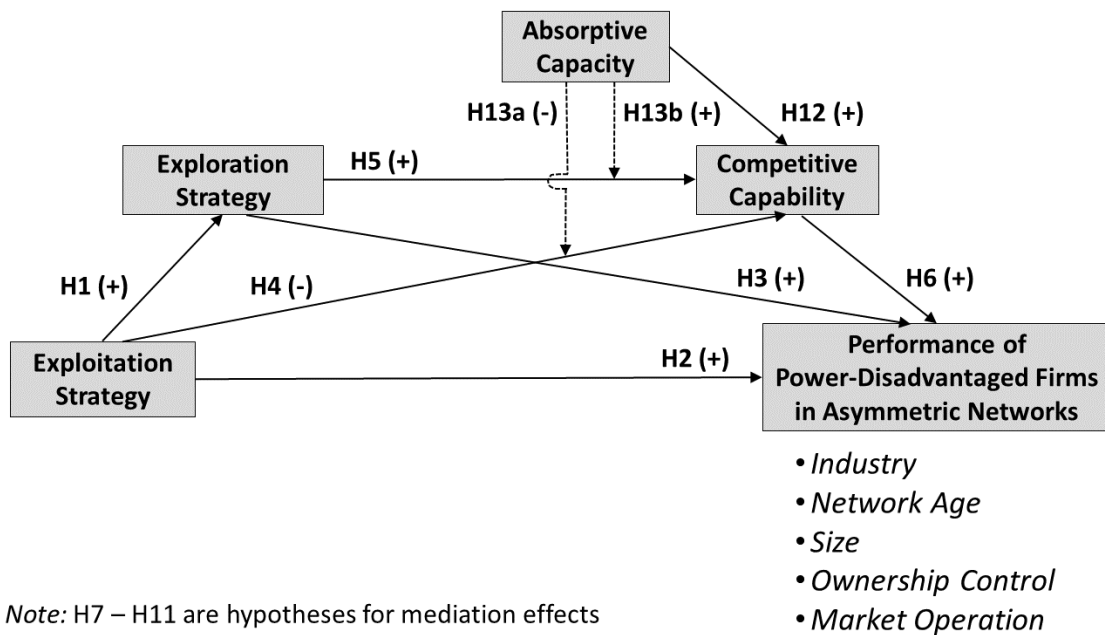 Absorptive
Capacity
H13a (-)
H13b (+)
H12 (+)
Exploration
Strategy
H5 (+)
Competitive
Capability
H1 (+)
H4 (-)
H3 (+)
H6 (+)
Exploitation
Strategy
H2 (+)
Performance of
Power-Disadvantaged Firms
in Asymmetric Networks
• Industry
• Network Age
• Size
• Ownership Control
• Market Operation
Note: H7 – H11 are hypotheses for mediation effects